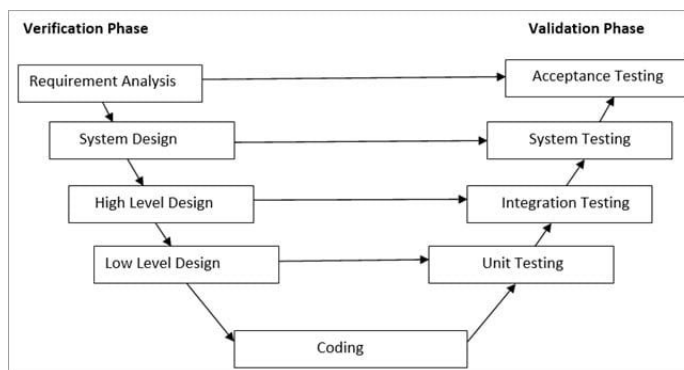 Verification Phase
Validation Phase
Requirement Analysis
Acceptance Testing
System Design
System Testing
High Level Design
Integration Testing
Low Level Design
Unit Testing
Coding